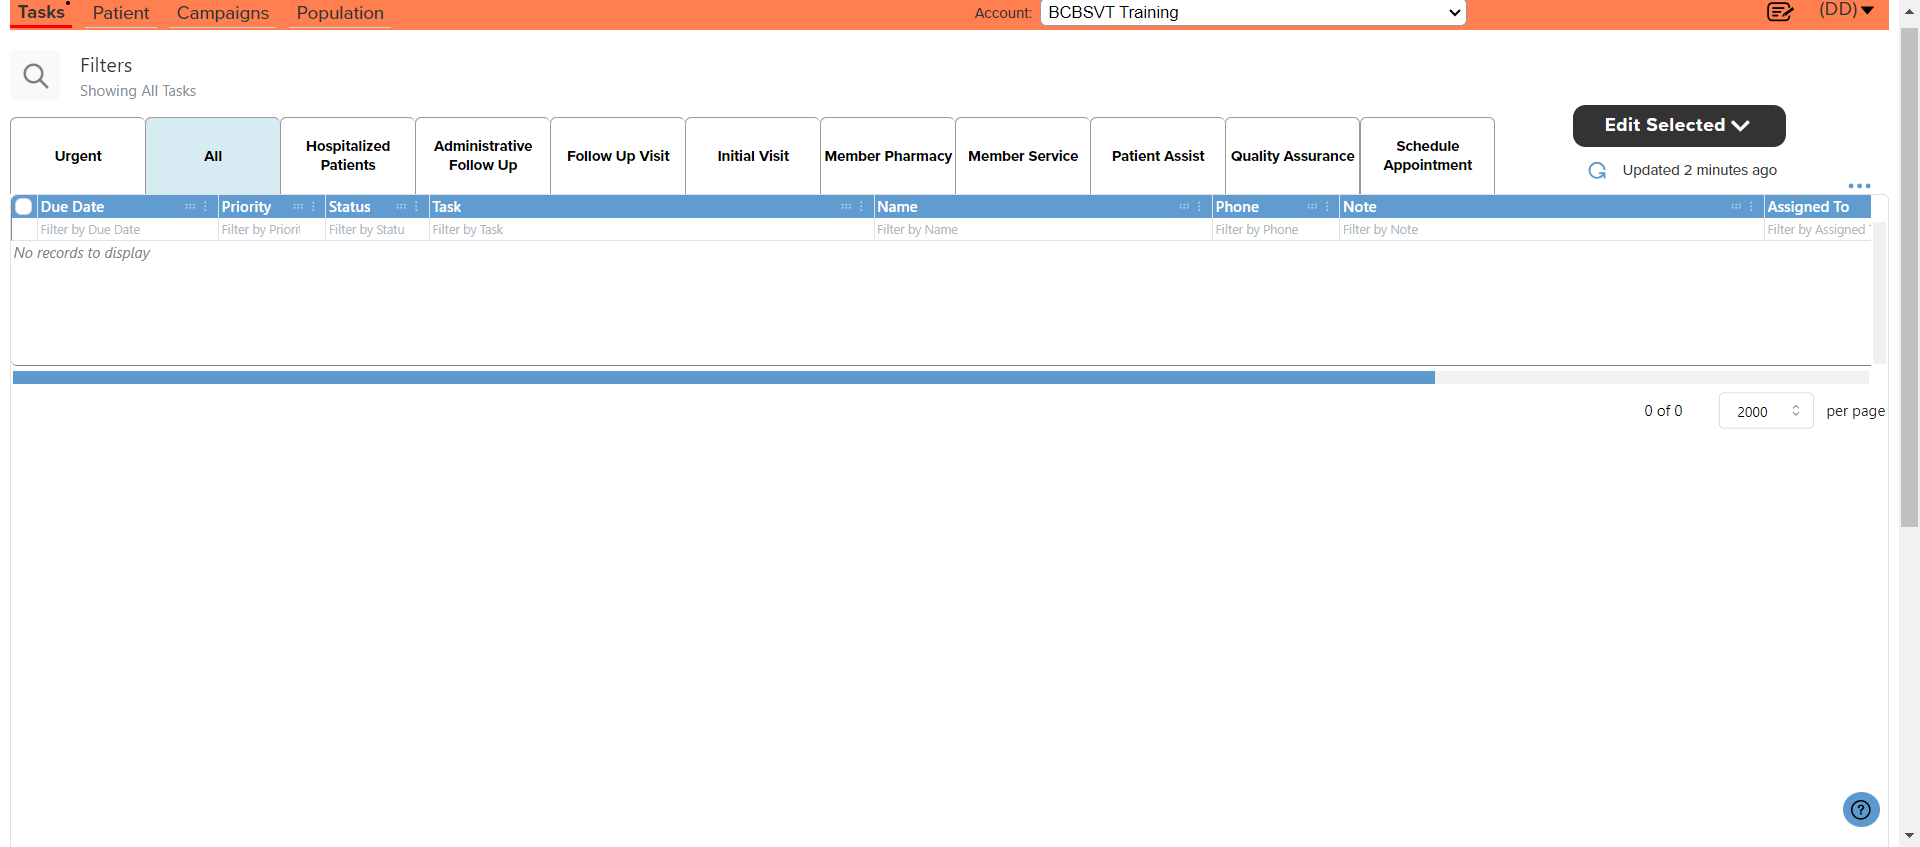 Tasks Patient Campaigns Population Account: BCBSVT Training (DD)
Filters
Showing All Tasks
Urgent
All
Hospitalized
Patients
Administrative
Follow Up
Follow Up Visit
Initial Visit
Member Pharmacy
Member Service
Patient Assist
Quality Assurance
Schedule
Appointment
Edit Selected
Updated 2 minutes ago
Due Date Priority Status Task Name Phone Note Assigned To
Filter by Due Date Filter by Priorit Filter by Statu Filter by Task Filter by Name Filter by Phone Filter by Note Filter by Assigned
No records to display
0 of 0 2000 per page